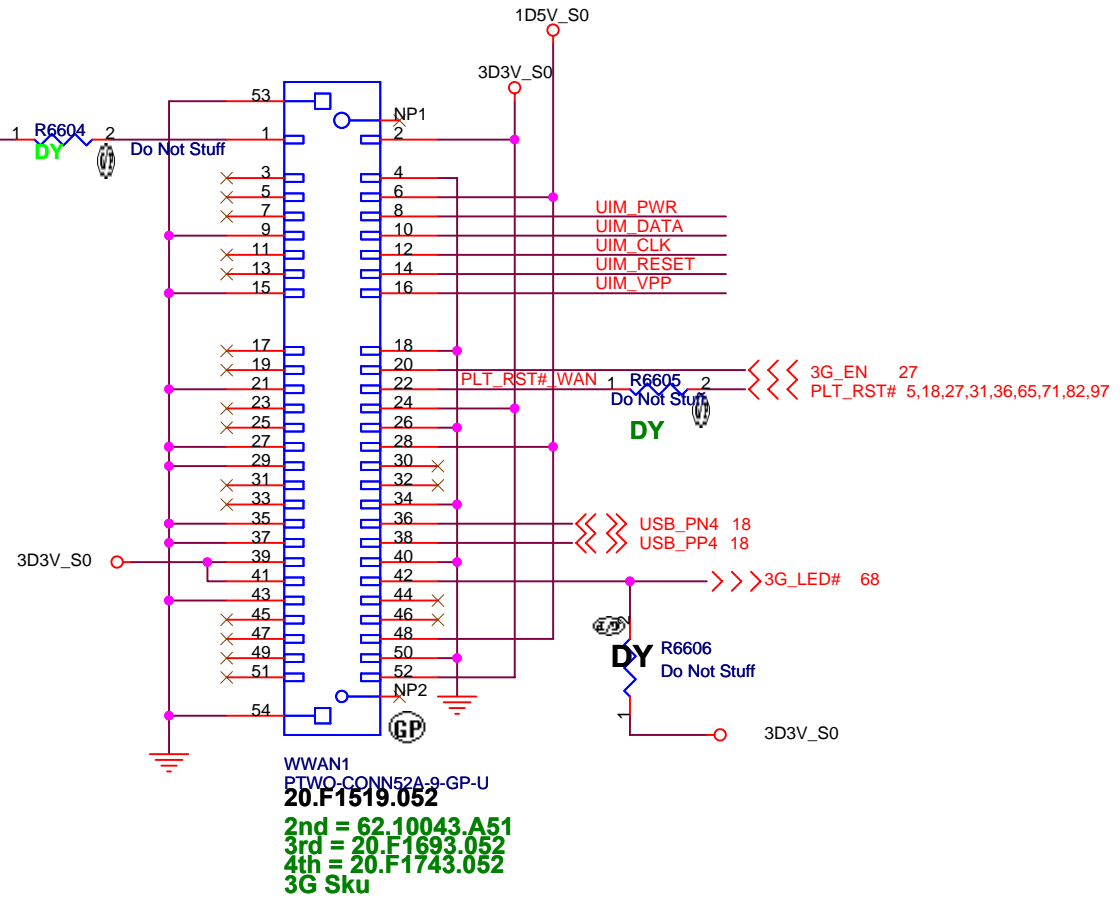 1D5V_S0
3D3V_S0
53
NP1
1 R6604 2
DY
Do Not Stuff
1 2
3 4
5 6
7 8 UIM_PWR
9 10 UIM_DATA
11 12 UIM_CLK
13 14 UIM_RESET
15 16 UIM_VPP
17 18
19 20 3G_EN 27
21 22 PLT_RST#_WAN 1 R6605 2 PLT_RST# 5,18,27,31,36,65,71,82,97
Do Not Stuff
DY
23 24
25 26
27 28
29 30
31 32
33 34
35 36 USB_PN4 18
37 38 USB_PP4 18
3D3V_S0 39 40
41 42 3G_LED# 68
43 44
45 46
47 48
49 50
51 52
2
DY R6606
Do Not Stuff
1
3D3V_S0
NP2
54
GP
WWAN1
PTWO-CONN52A-9-GP-U
20.F1519.052
2nd = 62.10043.A51
3rd = 20.F1693.052
4th = 20.F1743.052
3G Sku